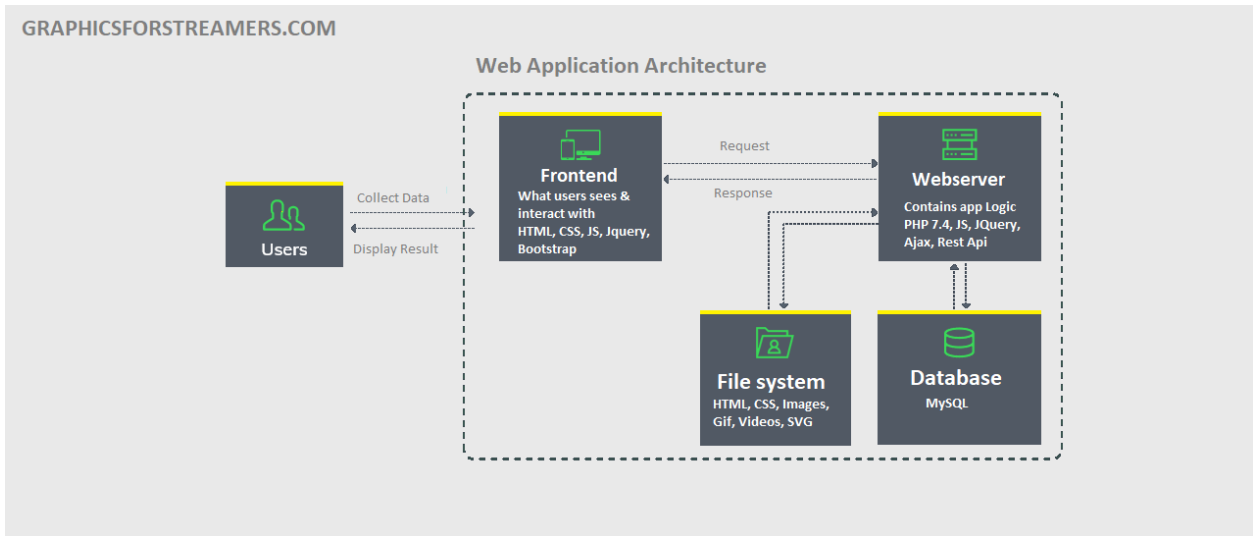 GRAPHICSFORSTREAMERS.COM
Web Application Architecture
Users
Collect Data
Display Result
Frontend
What users sees &
interact with
HTML, CSS, JS, Jquery,
Bootstrap
Request
Response
Webserver
Contains app Logic
PHP 7.4, JS, JQuery,
Ajax, Rest Api
File system
HTML, CSS, Images,
Gif, Videos, SVG
Database
MySQL